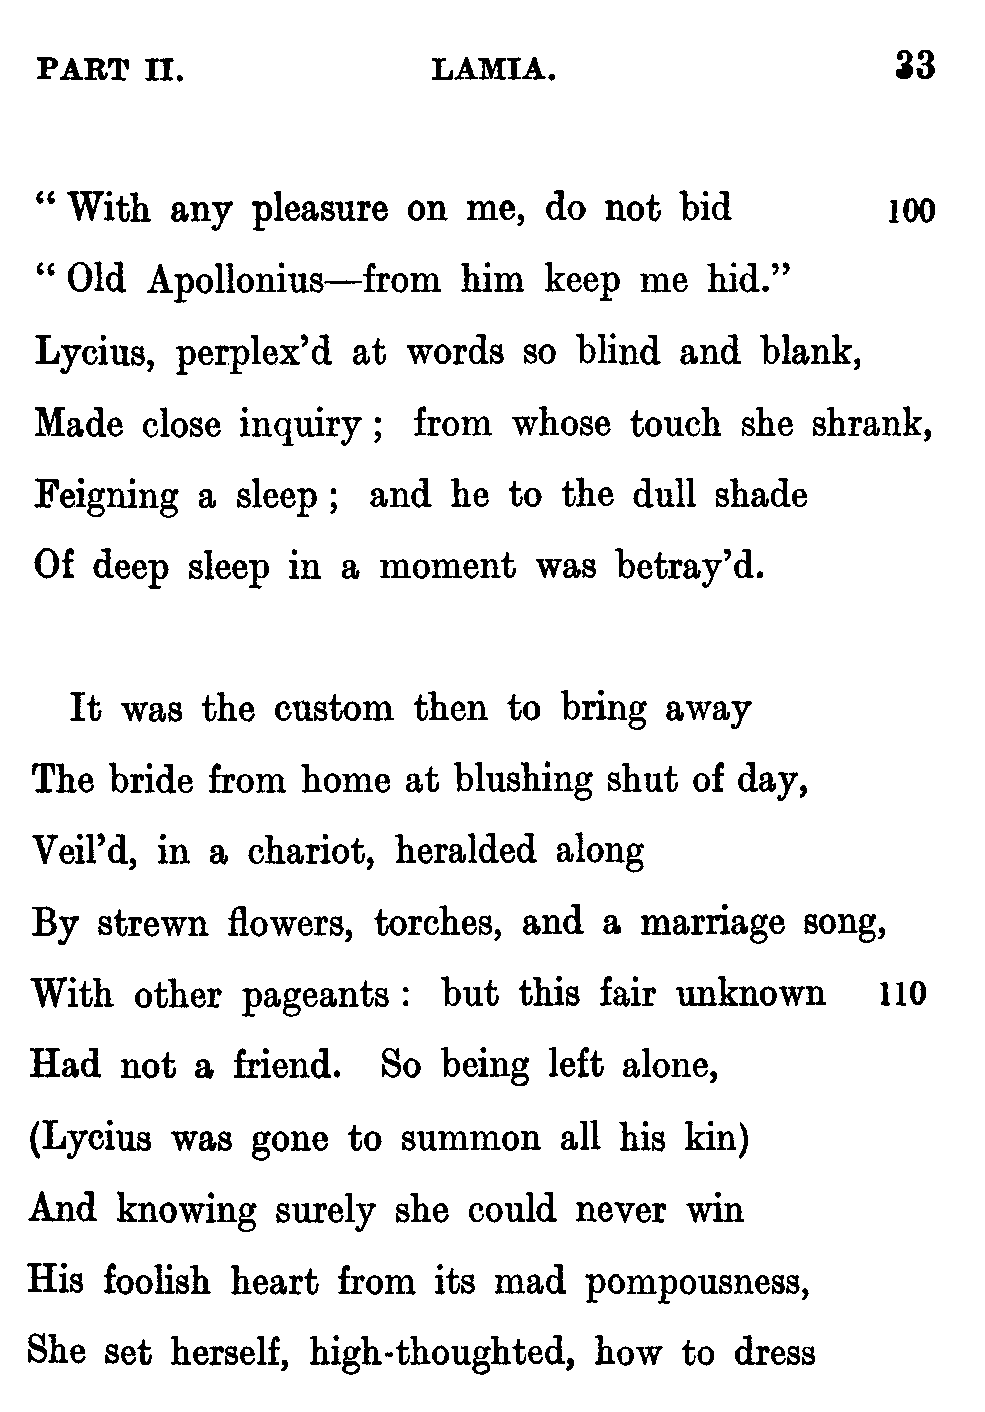 PART II. LAMIA. 33
“ With any pleasure on me, do not bid 100
“ Old Apollonius—from him keep me hid.”
Lycius, perplex’d at words so blind and blank,
Made close inquiry ; from whose touch she shrank,
Feigning a sleep ; and he to the dull shade
Of deep sleep in a moment was betray’d.
It was the custom then to bring away
The bride from home at blushing shut of day,
Veil’d, in a chariot, heralded along
By strewn flowers, torches, and a marriage song,
With other pageants : but this fair unknown 110
Had not a friend. So being left alone,
(Lycius was gone to summon all his kin)
And knowing surely she could never win
His foolish heart from its mad pompousness,
She set herself, high-thoughted, how to dress